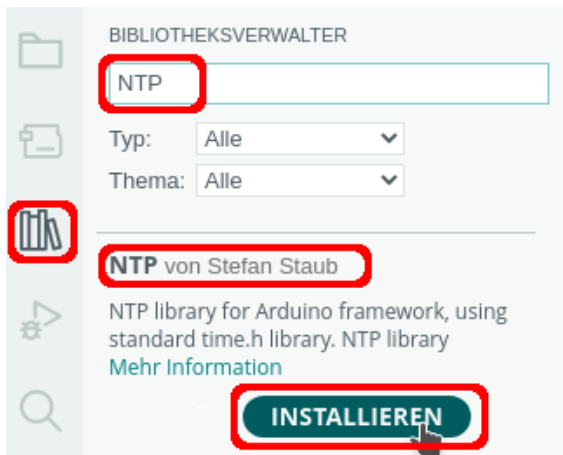 BIBLIOTHEKSVERWALTER
NTP
Typ: Alle
Thema: Alle
NTP von Stefan Staub
NTP library for Arduino framework, using
standard time.h library. NTP library
Mehr Information
INSTALLIEREN